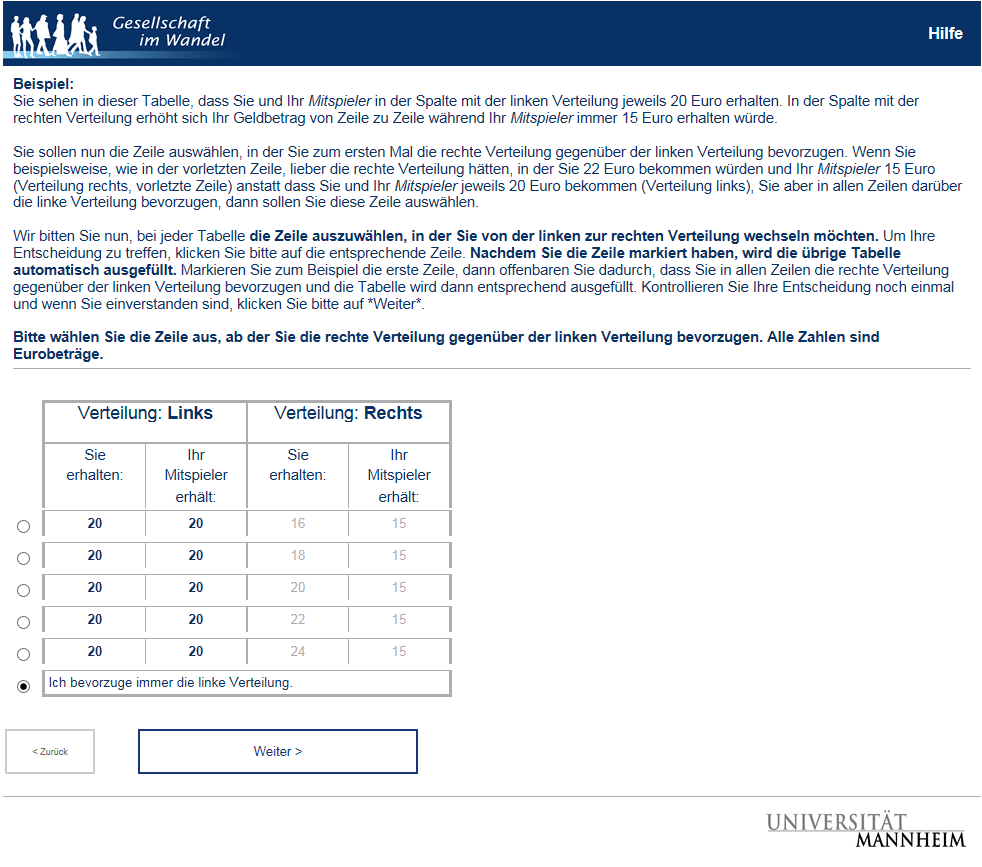 Gesellschaft
im Wandel
Hilfe
Beispiel:
Sie sehen in dieser Tabelle, dass Sie und Ihr Mitspieler in der Spalte mit der linken Verteilung jeweils 20 Euro erhalten. In der Spalte mit der
rechten Verteilung erhöht sich Ihr Geldbetrag von Zeile zu Zeile während Ihr Mitspieler immer 15 Euro erhalten würde.
Sie sollen nun die Zeile auswählen, in der Sie zum ersten Mal die rechte Verteilung gegenüber der linken Verteilung bevorzugen. Wenn Sie
beispielsweise, wie in der vorletzten Zeile, lieber die rechte Verteilung hätten, in der Sie 22 Euro bekommen würden und Ihr Mitspieler 15 Euro
(Verteilung rechts, vorletzte Zeile) anstatt dass Sie und Ihr Mitspieler jeweils 20 Euro bekommen (Verteilung links), Sie aber in allen Zeilen darüber
die linke Verteilung bevorzugen, dann sollen Sie diese Zeile auswählen.
Wir bitten Sie nun, bei jeder Tabelle die Zeile auszuwählen, in der Sie von der linken zur rechten Verteilung wechseln möchten. Um Ihre
Entscheidung zu treffen, klicken Sie bitte auf die entsprechende Zeile. Nachdem Sie die Zeile markiert haben, wird die übrige Tabelle
automatisch ausgefüllt. Markieren Sie zum Beispiel die erste Zeile, dann offenbaren Sie dadurch, dass Sie in allen Zeilen die rechte Verteilung
gegenüber der linken Verteilung bevorzugen und die Tabelle wird dann entsprechend ausgefüllt. Kontrollieren Sie Ihre Entscheidung noch einmal
und wenn Sie einverstanden sind, klicken Sie bitte auf *Weiter*.
Bitte wählen Sie die Zeile aus, ab der Sie die rechte Verteilung gegenüber der linken Verteilung bevorzugen. Alle Zahlen sind
Eurobeträge.
Verteilung: Links Verteilung: Rechts
Sie Ihr Sie Ihr
erhalten: Mitspieler erhalten: Mitspieler
erhält: erhält:
20 20 16 15
20 20 18 15
20 20 20 15
20 20 22 15
20 20 24 15
Ich bevorzuge immer die linke Verteilung.
< Zurück Weiter >
UNIVERSITÄT
MANNHEIM